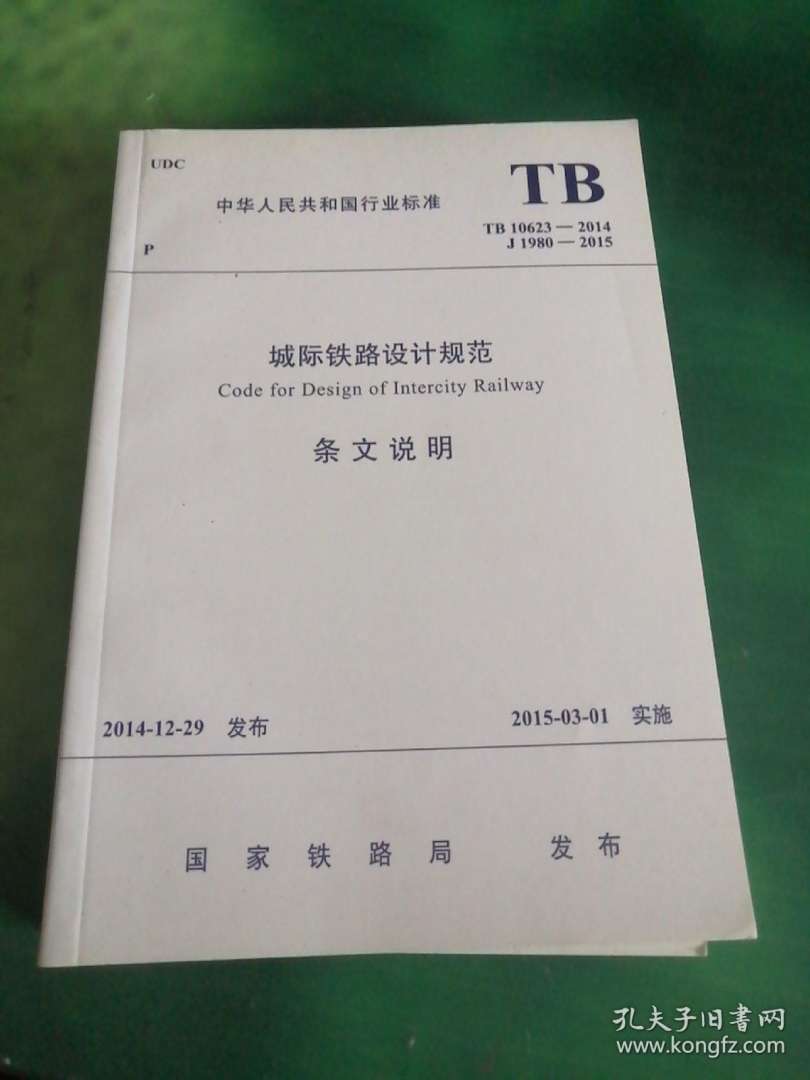 UDC
TB
中华人民共和国行业标准
TB 10623 — 2014
P
J 1980 — 2015
城际铁路设计规范
Code for Design of Intercity Railway
条文说明
2014-12-29 发布
2015-03-01 实施
国家铁路局 发布
孔夫子旧书网
www.kongfz.com